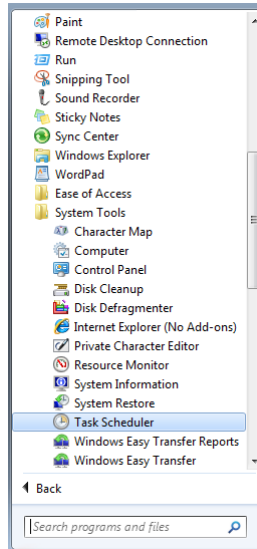 Paint
Remote Desktop Connection
Run
Snipping Tool
Sound Recorder
Sticky Notes
Sync Center
Windows Explorer
WordPad
Ease of Access
System Tools
Character Map
Computer
Control Panel
Disk Cleanup
Disk Defragmenter
Internet Explorer (No Add-ons)
Private Character Editor
Resource Monitor
System Information
System Restore
Task Scheduler
Windows Easy Transfer Reports
Windows Easy Transfer
Back
Search programs and files